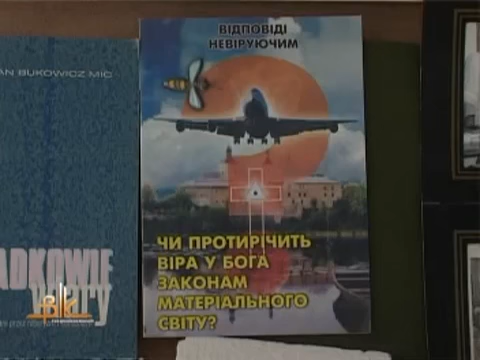 AN BUKOWICZ MIC
ADKOWIE
wiary
ВІДПОВІДІ
НЕВІРУЮЧИМ
ЧИ ПРОТИРІЧИТЬ
ВІРА У БОГА
ЗАКОНАМ
МАТЕРІАЛЬНОГО
СВІТУ?